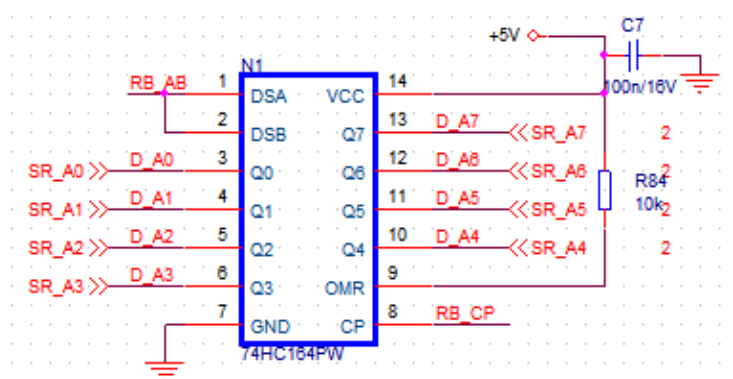 C7
+5V
100n/16V
N1
RB_AB 1 DSA VCC 14
2 DSB Q7 13 D_A7 SR_A7 2
SR_A0 D_A0 3 Q0 Q6 12 D_A6 SR_A6 2
R84
SR_A1 D_A1 4 Q1 Q5 11 D_A5 SR_A5 10k 2
SR_A2 D_A2 5 Q2 Q4 10 D_A4 SR_A4 2
SR_A3 D_A3 6 Q3 OMR 9
7 GND CP 8 RB_CP
74HC164PW